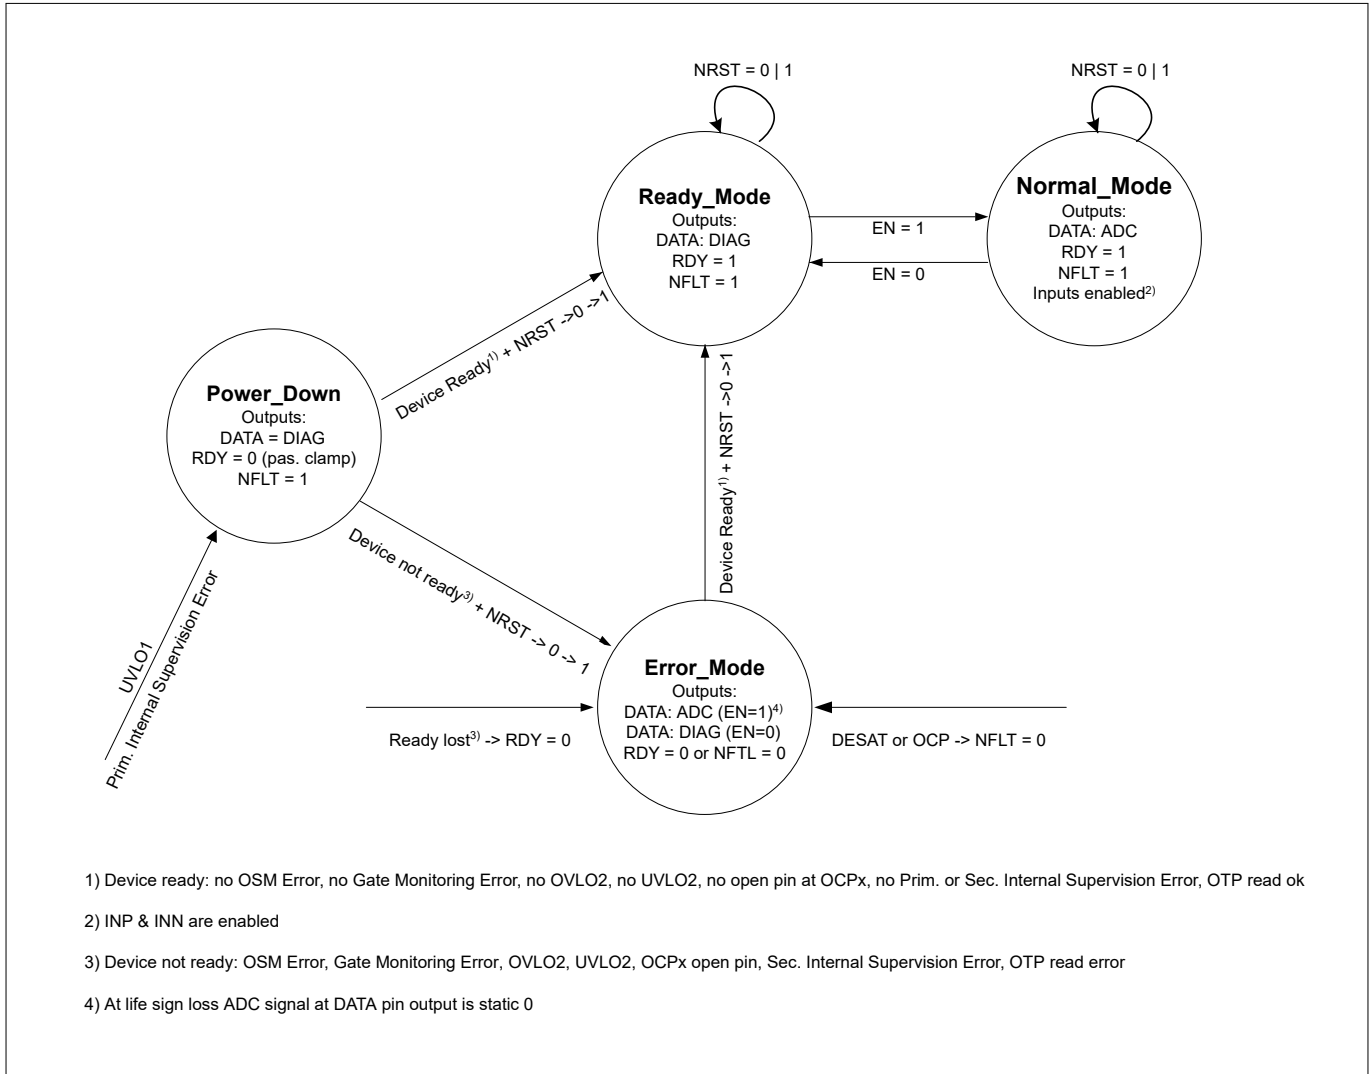 NRST = 0 | 1
NRST = 0 | 1
Ready_Mode
Outputs:
DATA: DIAG
RDY = 1
NFLT = 1
EN = 1
EN = 0
Normal_Mode
Outputs:
DATA: ADC
RDY = 1
NFLT = 1
Inputs enabled2)
Device Ready1) + NRST ->0 ->1
Power_Down
Outputs:
DATA = DIAG
RDY = 0 (pas. clamp)
NFLT = 1
Device Ready1) + NRST ->0 ->1
Device not ready3) + NRST -> 0 -> 1
UVLO1
Prim. Internal Supervision Error
Error_Mode
Outputs:
DATA: ADC (EN=1)4)
DATA: DIAG (EN=0)
RDY = 0 or NFTL = 0
Ready lost3) -> RDY = 0
DESAT or OCP -> NFLT = 0
1) Device ready: no OSM Error, no Gate Monitoring Error, no OVLO2, no UVLO2, no open pin at OCPx, no Prim. or Sec. Internal Supervision Error, OTP read ok
2) INP & INN are enabled
3) Device not ready: OSM Error, Gate Monitoring Error, OVLO2, UVLO2, OCPx open pin, Sec. Internal Supervision Error, OTP read error
4) At life sign loss ADC signal at DATA pin output is static 0